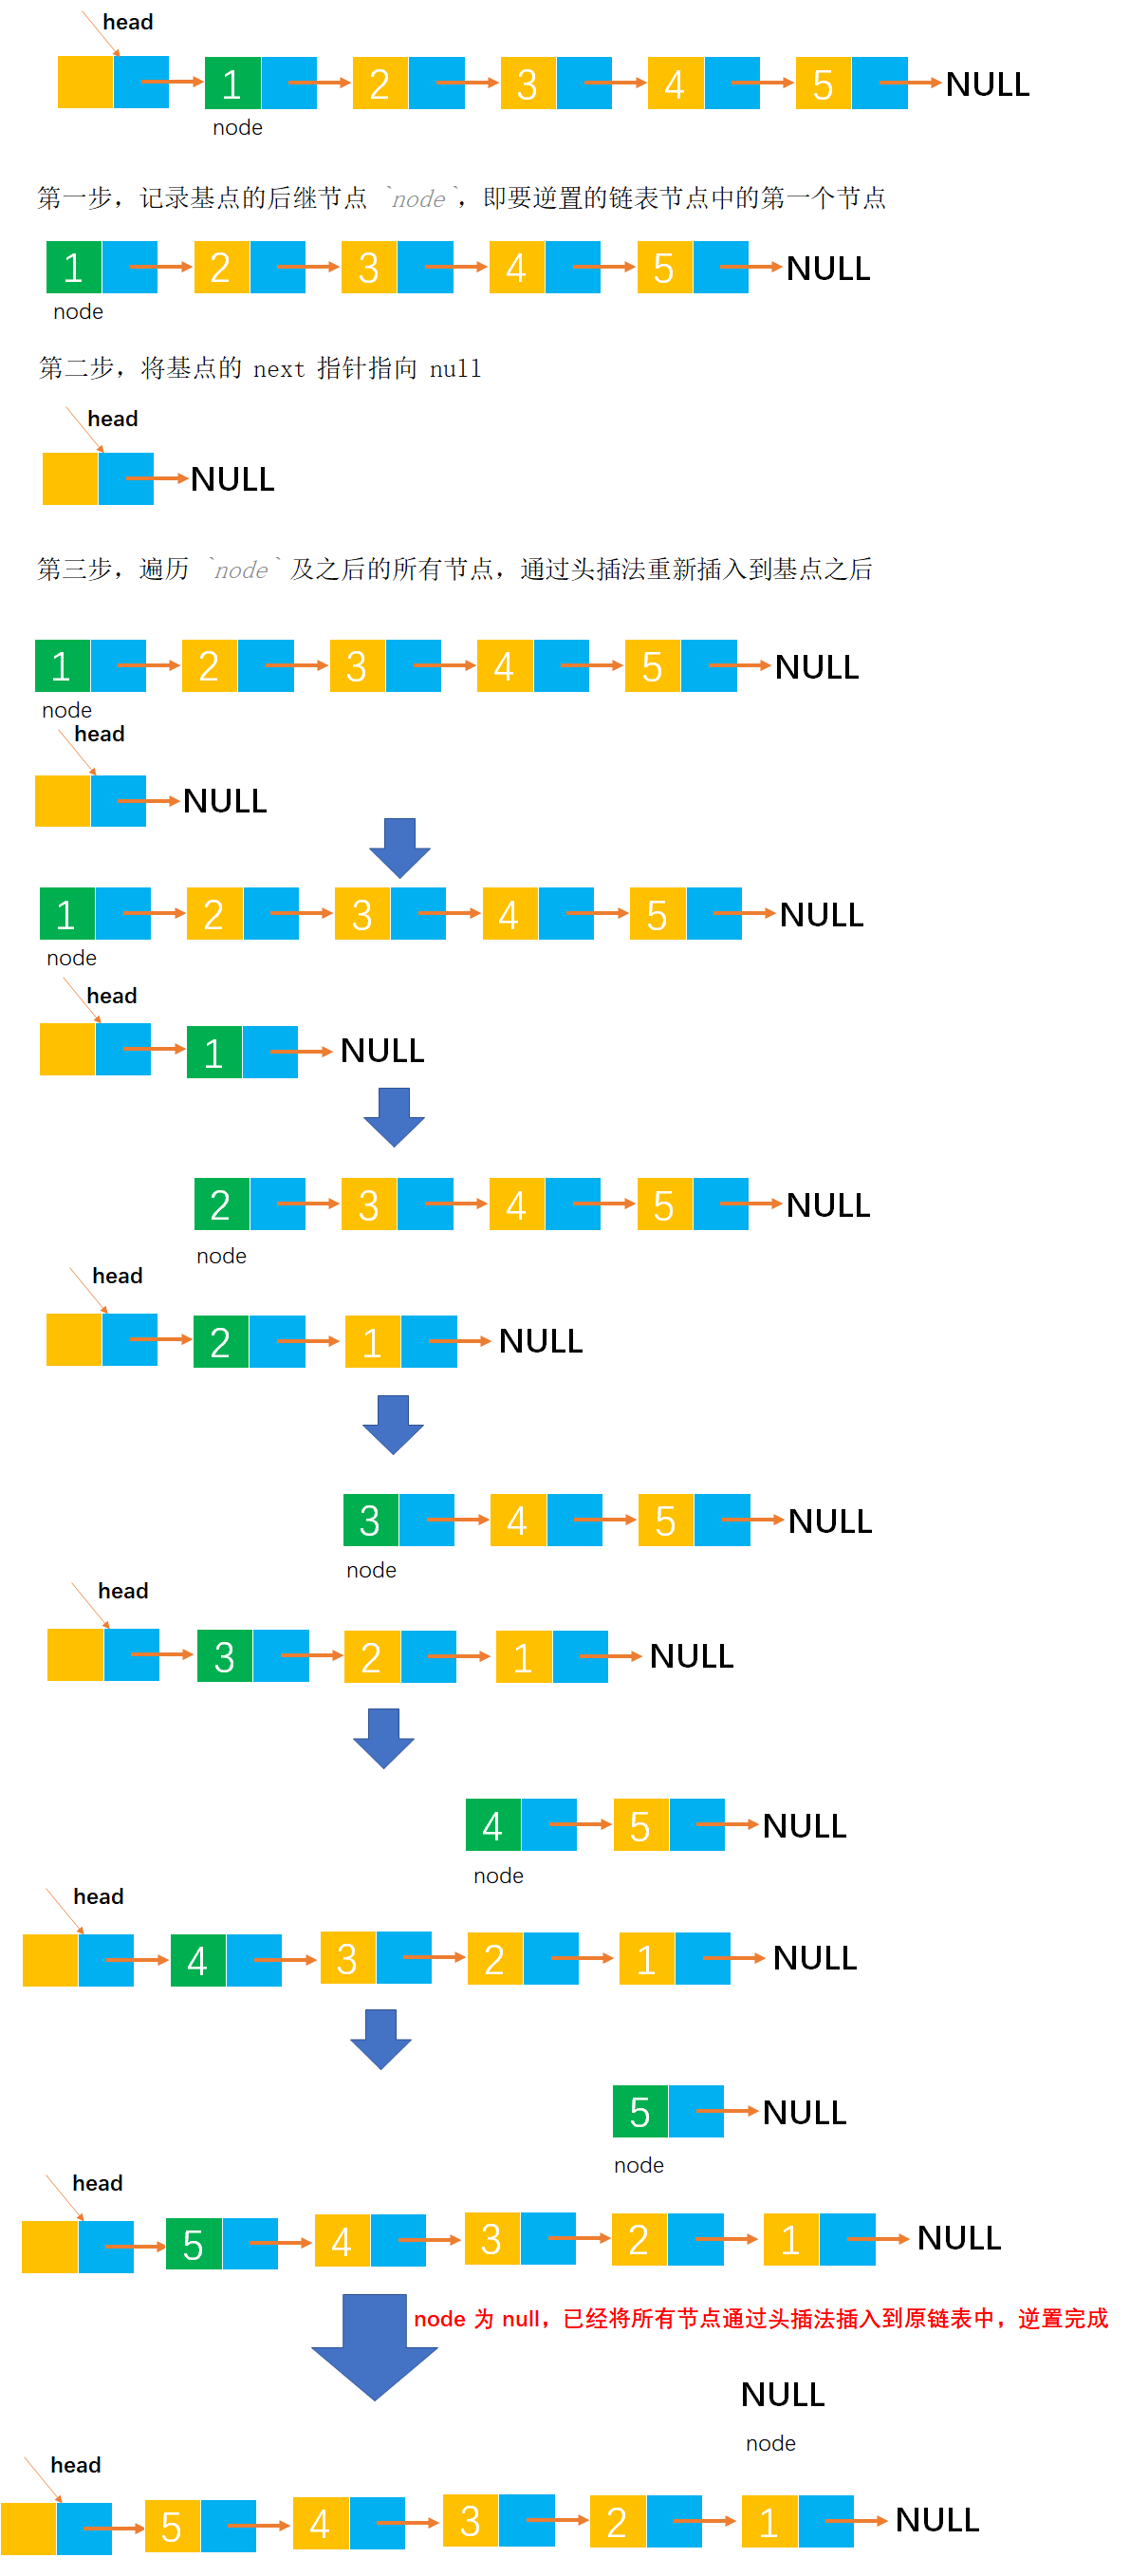 head
1 2 3 4 5 NULL
node
第一步，记录基点的后继节点 `node`，即要逆置的链表节点中的第一个节点
1 2 3 4 5 NULL
node
第二步，将基点的 next 指针指向 null
head
NULL
第三步，遍历 `node` 及之后的所有节点，通过头插法重新插入到基点之后
1 2 3 4 5 NULL
node
head
NULL
1 2 3 4 5 NULL
node
head
1 NULL
2 3 4 5 NULL
node
head
2 1 NULL
3 4 5 NULL
node
head
3 2 1 NULL
4 5 NULL
node
head
4 3 2 1 NULL
5 NULL
node
head
5 4 3 2 1 NULL
node 为 null，已经将所有节点通过头插法插入到原链表中，逆置完成
NULL
node
head
5 4 3 2 1 NULL